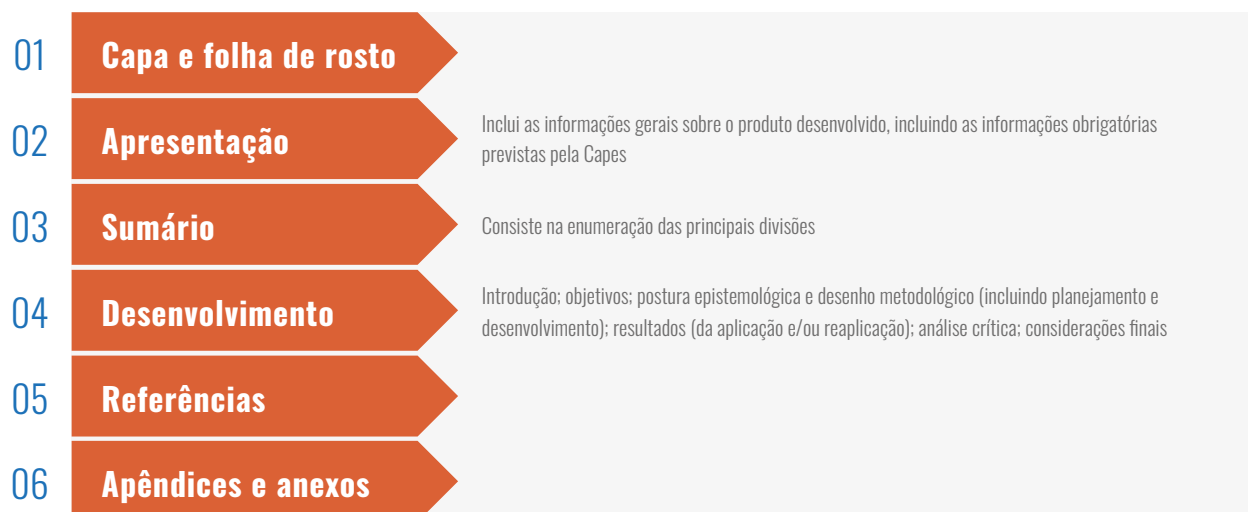 01
Capa e folha de rosto
02
Apresentação
Inclui as informações gerais sobre o produto desenvolvido, incluindo as informações obrigatórias
previstas pela Capes
03
Sumário
Consiste na enumeração das principais divisões
04
Desenvolvimento
Introdução; objetivos; postura epistemológica e desenho metodológico (incluindo planejamento e
desenvolvimento); resultados (da aplicação e/ou reaplicação); análise crítica; considerações finais
05
Referências
06
Apêndices e anexos